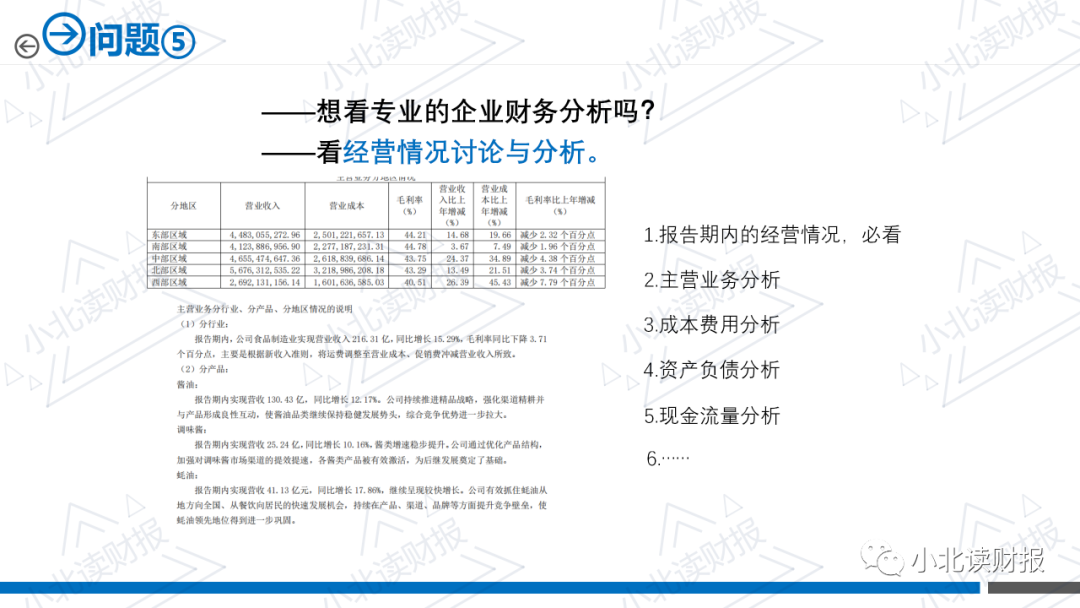 问题⑤
——想看专业的企业财务分析吗？
——看经营情况讨论与分析。
主营业务分地区情况
分地区 营业收入 营业成本 毛利率（%） 营业收入比上年增减（%） 营业成本比上年增减（%） 毛利率比上年增减（%）
东部区域 4,483,055,272.96 2,501,221,657.13 44.21 14.68 19.66 减少 2.32 个百分点
南部区域 4,123,886,956.90 2,277,187,231.31 44.78 3.67 7.49 减少 1.96 个百分点
中部区域 4,655,474,647.36 2,618,839,686.14 43.75 24.37 34.89 减少 4.38 个百分点
北部区域 5,676,312,535.22 3,218,986,208.18 43.29 13.49 21.51 减少 3.74 个百分点
西部区域 2,692,131,156.14 1,601,636,585.03 40.51 26.39 45.43 减少 7.79 个百分点
主营业务分行业、分产品、分地区情况的说明
（1）分行业：
报告期内，公司食品制造业实现营业收入 216.31 亿，同比增长 15.29%。毛利率同比下降 3.71
个百分点，主要是根据新收入准则，将运费调整至营业成本、促销费冲减营业收入所致。
（2）分产品：
酱油：
报告期内实现营收 130.43 亿，同比增长 12.17%。公司持续推进精品战略，强化渠道精耕并
与产品形成良性互动，使酱油品类继续保持稳健发展势头，综合竞争优势进一步拉大。
调味酱：
报告期内实现营收 25.24 亿，同比增长 10.16%，酱类增速稳步提升。公司通过优化产品结构，
加强对调味酱市场渠道的提效提速，各酱类产品被有效激活，为后继发展奠定了基础。
蚝油：
报告期内实现营收 41.13 亿元，同比增长 17.86%，继续呈现较快增长。公司有效抓住蚝油从
地方向全国、从餐饮向居民的快速发展机会，持续在产品、渠道、品牌等方面提升竞争壁垒，使
蚝油领先地位得到进一步巩固。
1.报告期内的经营情况，必看
2.主营业务分析
3.成本费用分析
4.资产负债分析
5.现金流量分析
6.……
小北读财报